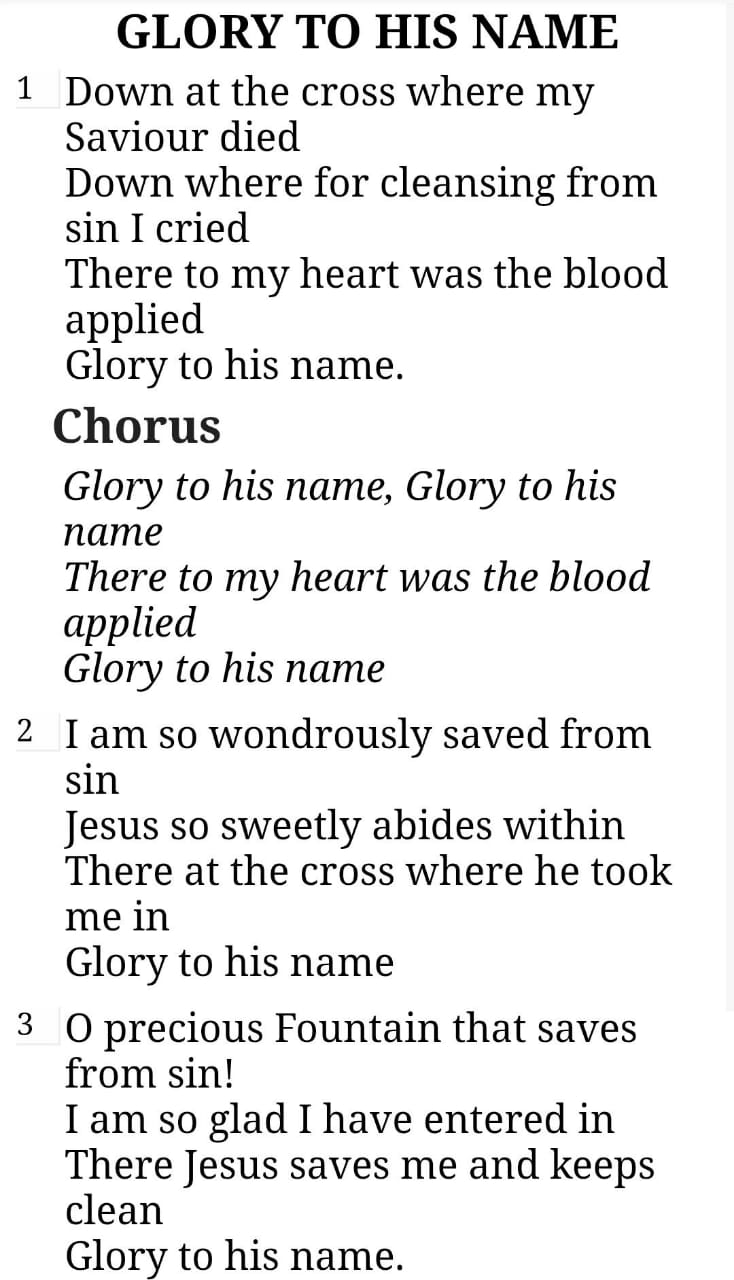 GLORY TO HIS NAME
1 Down at the cross where my
Saviour died
Down where for cleansing from
sin I cried
There to my heart was the blood
applied
Glory to his name.
Chorus
Glory to his name, Glory to his
name
There to my heart was the blood
applied
Glory to his name
2 I am so wondrously saved from
sin
Jesus so sweetly abides within
There at the cross where he took
me in
Glory to his name
3 O precious Fountain that saves
from sin!
I am so glad I have entered in
There Jesus saves me and keeps
clean
Glory to his name.